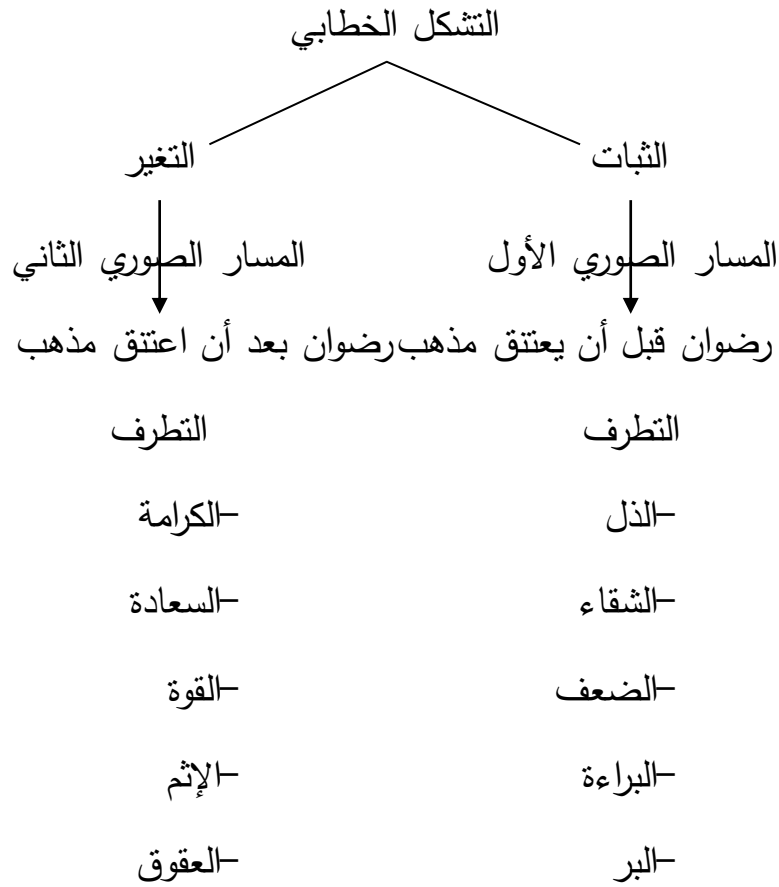 التشكل الخطابي
الثبات التغير
المسار الصوري الأول المسار الصوري الثاني
رضوان قبل أن يعتنق مذهب رضوان بعد أن اعتنق مذهب
التطرف التطرف
-الذل -الكرامة
-الشقاء -السعادة
-الضعف -القوة
-البراءة -الإثم
-البر -العقوق